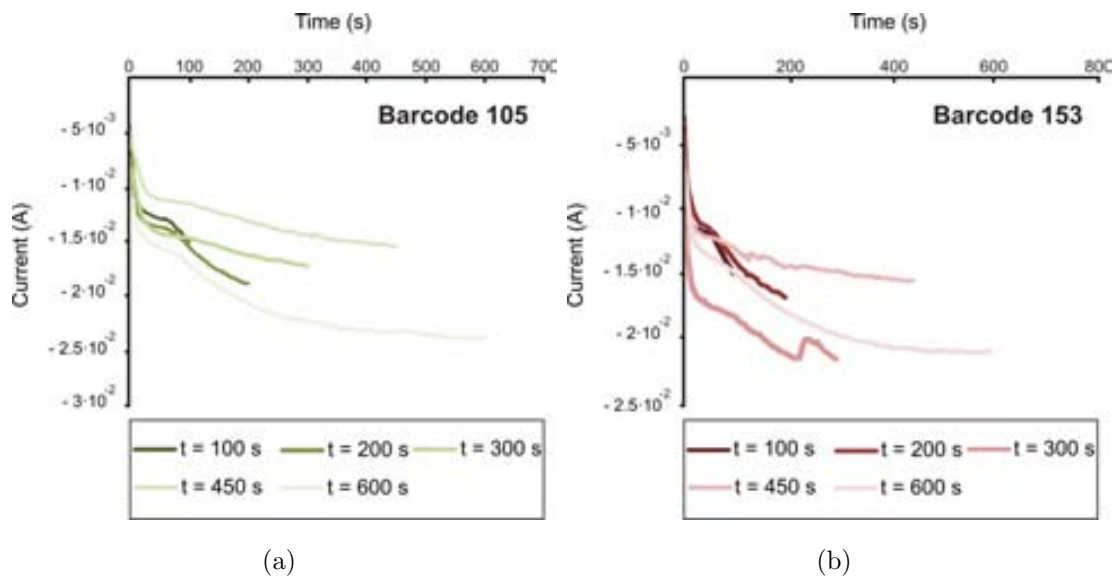 (a)
Time (s)
0 100 200 300 400 500 600 700
Barcode 105
- 5·10-3
- 1·10-2
- 1.5·10-2
- 2·10-2
- 2.5·10-2
- 3·10-2
Current (A)
t = 100 s t = 200 s t = 300 s
t = 450 s t = 600 s
(a)
(b)
Time (s)
0 200 400 600 800
Barcode 153
- 5·10-3
- 1·10-2
- 1.5·10-2
- 2·10-2
- 2.5·10-2
Current (A)
t = 100 s t = 200 s t = 300 s
t = 450 s t = 600 s
(b)